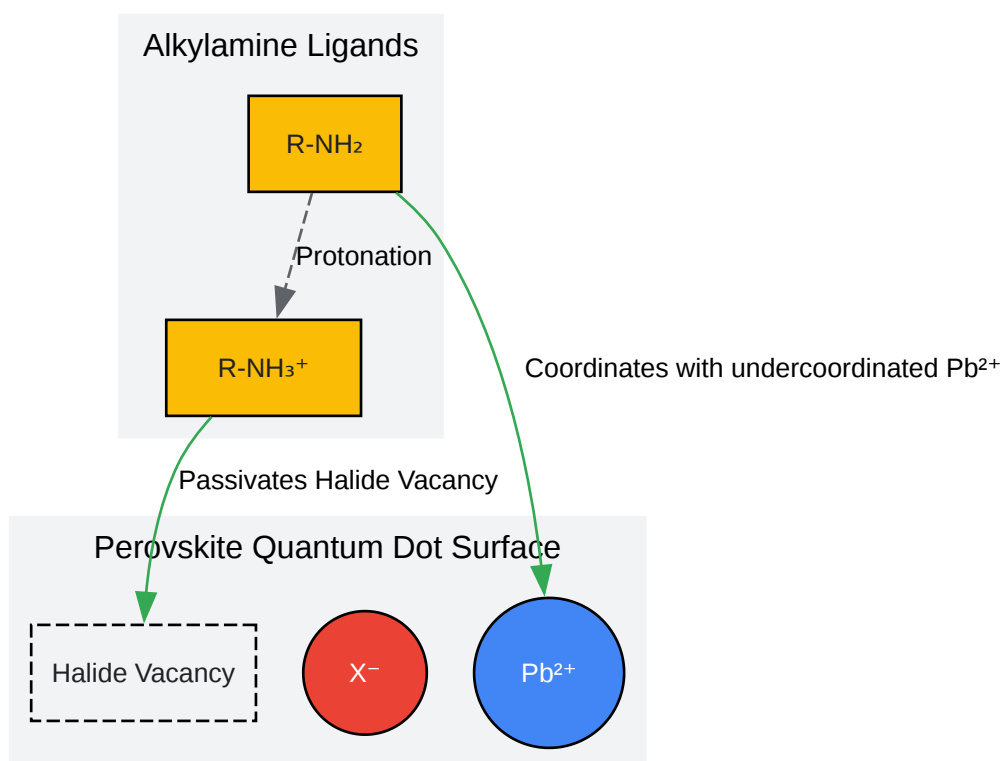 Alkylamine Ligands
R-NH₂
Protonation
R-NH₃⁺
Coordinates with undercoordinated Pb²⁺
Passivates Halide Vacancy
Perovskite Quantum Dot Surface
Halide Vacancy
X⁻
Pb²⁺